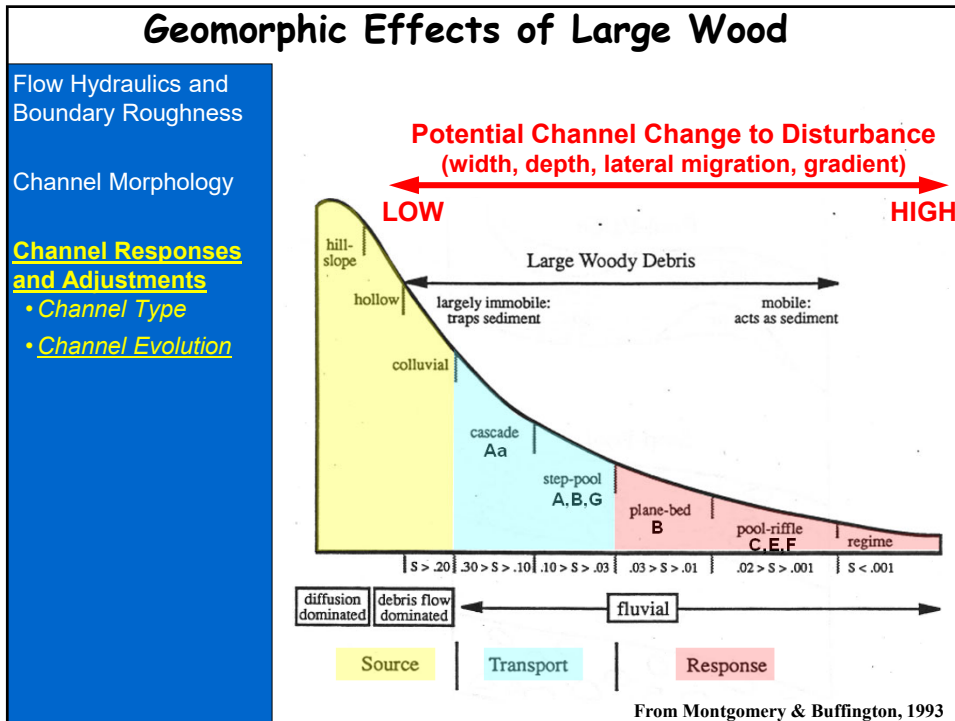 Geomorphic Effects of Large Wood
Flow Hydraulics and
Boundary Roughness
Channel Morphology
Channel Responses
and Adjustments
• Channel Type
• Channel Evolution
Potential Channel Change to Disturbance
(width, depth, lateral migration, gradient)
LOW
HIGH
hill-
slope
hollow
Large Woody Debris
largely immobile:
traps sediment
mobile:
acts as sediment
colluvial
cascade
Aa
step-pool
A,B,G
plane-bed
B
pool-riffle
C,E,F
regime
S > .20
.30 > S > .10
.10 > S > .03
.03 > S > .01
.02 > S > .001
S < .001
diffusion
dominated
debris flow
dominated
fluvial
Source
Transport
Response
From Montgomery & Buffington, 1993